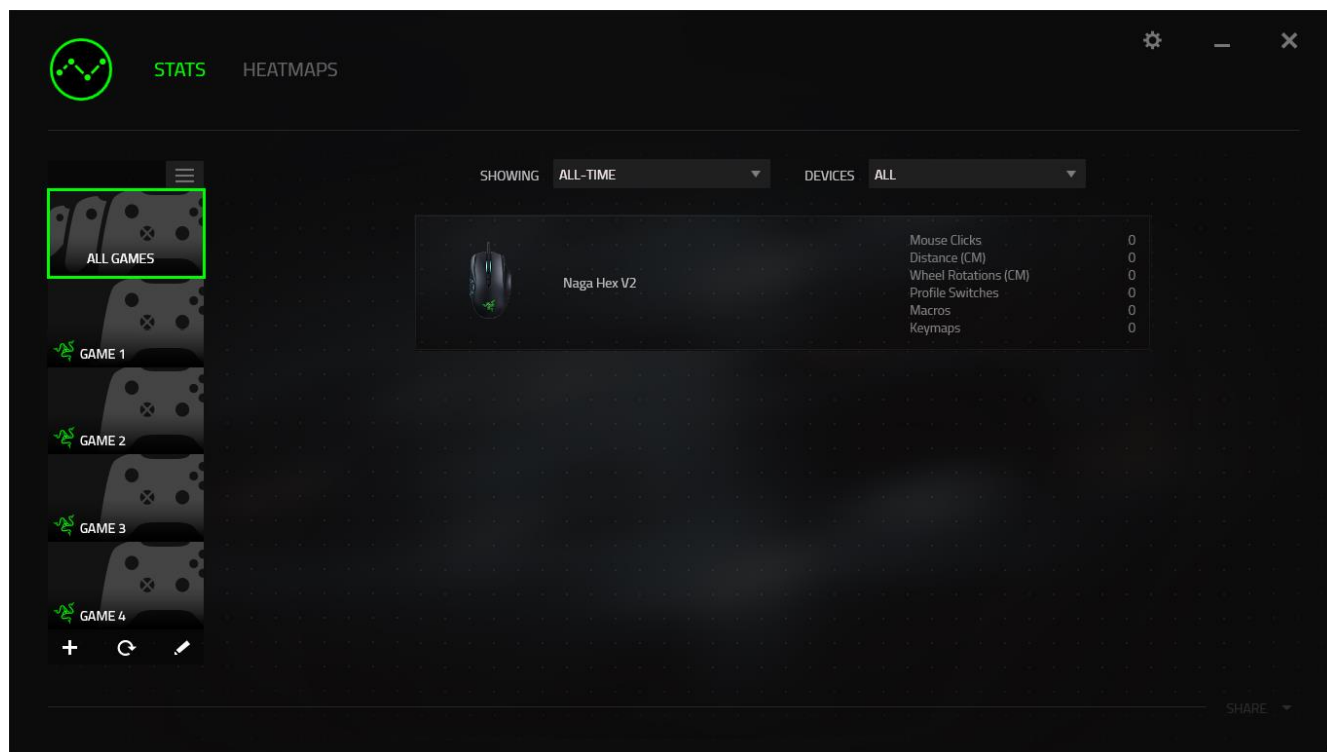 STATS HEATMAPS
SHOWING ALL-TIME DEVICES ALL
ALL GAMES
GAME 1
GAME 2
GAME 3
GAME 4
Naga Hex V2
Mouse Clicks 0
Distance (CM) 0
Wheel Rotations (CM) 0
Profile Switches 0
Macros 0
Keymaps 0
SHARE